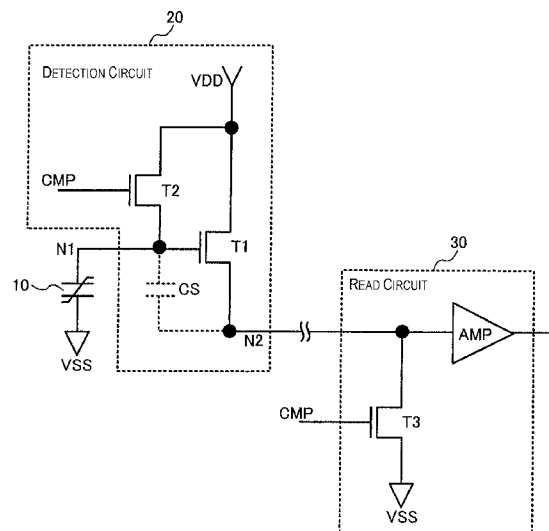 20
DETECTION CIRCUIT
VDD
CMP
T2
N1
T1
10
CS
VSS
N2
30
READ CIRCUIT
AMP
CMP
T3
VSS